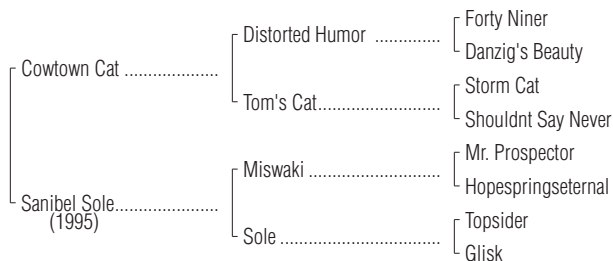 Forty Niner
Distorted Humor ..............
Danzig's Beauty
Cowtown Cat ....................
Storm Cat
Tom's Cat..........................
Shouldnt Say Never
Mr. Prospector
Miswaki ............................
Hopespringseternal
Sanibel Sole......................
(1995)
Topsider
Sole ..................................
Glisk